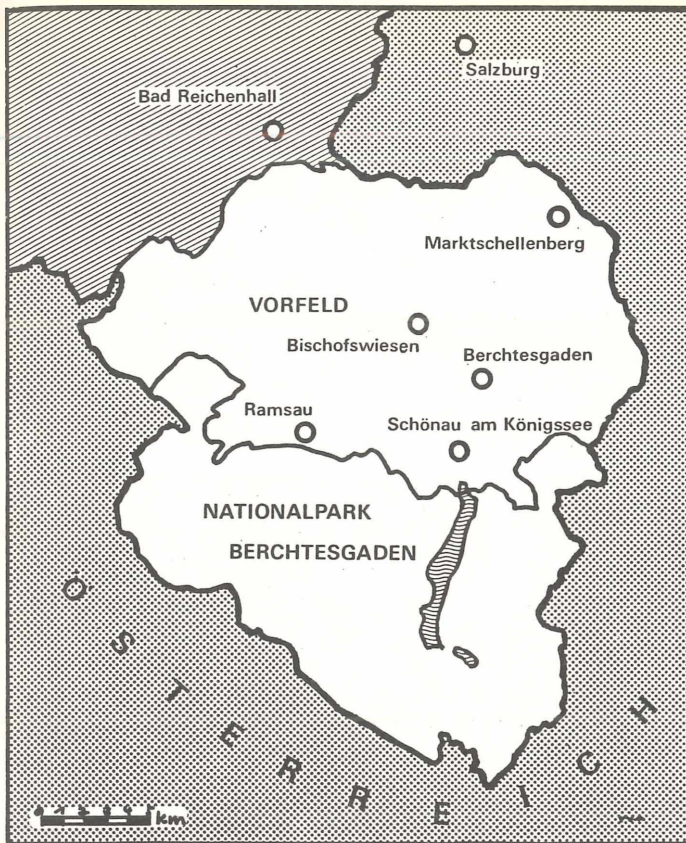 Salzburg
Bad Reichenhall
Marktschellenberg
VORFELD
Bischofswiesen
Berchtesgaden
Ramsau
Schönau am Königssee
NATIONALPARK
BERCHTESGADEN
ÖSTERREICH
km